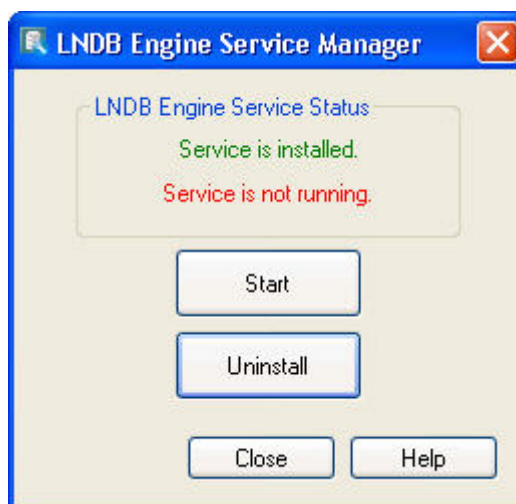 LNDB Engine Service Manager
LNDB Engine Service Status
Service is installed.
Service is not running.
Start
Uninstall
Close Help